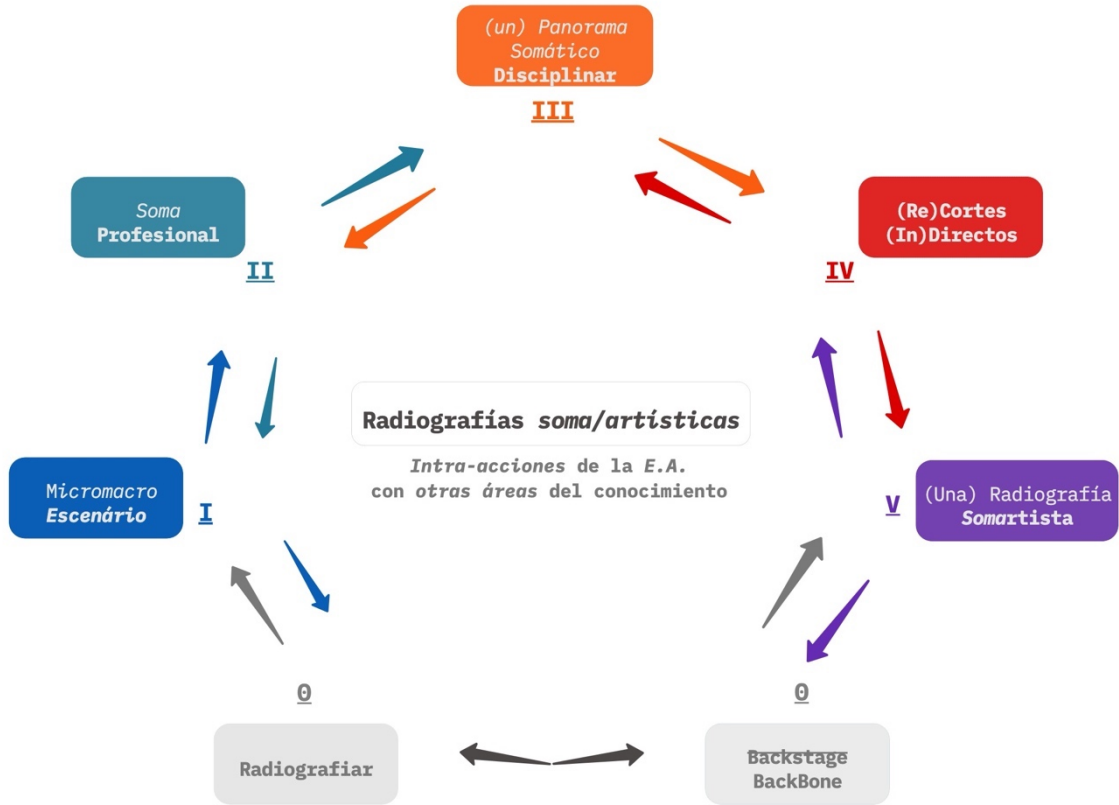 (un) Panorama
Somático
Disciplinar
III
Soma
Profesional
II
(Re)Cortes
(In)Directos
IV
Radiografías soma/artísticas
Intra-acciones de la E.A.
con otras áreas del conocimiento
Micromacro
Escenário
I
V
(Una) Radiografía
Somartista
0
Radiografiar
0
Backstage
BackBone